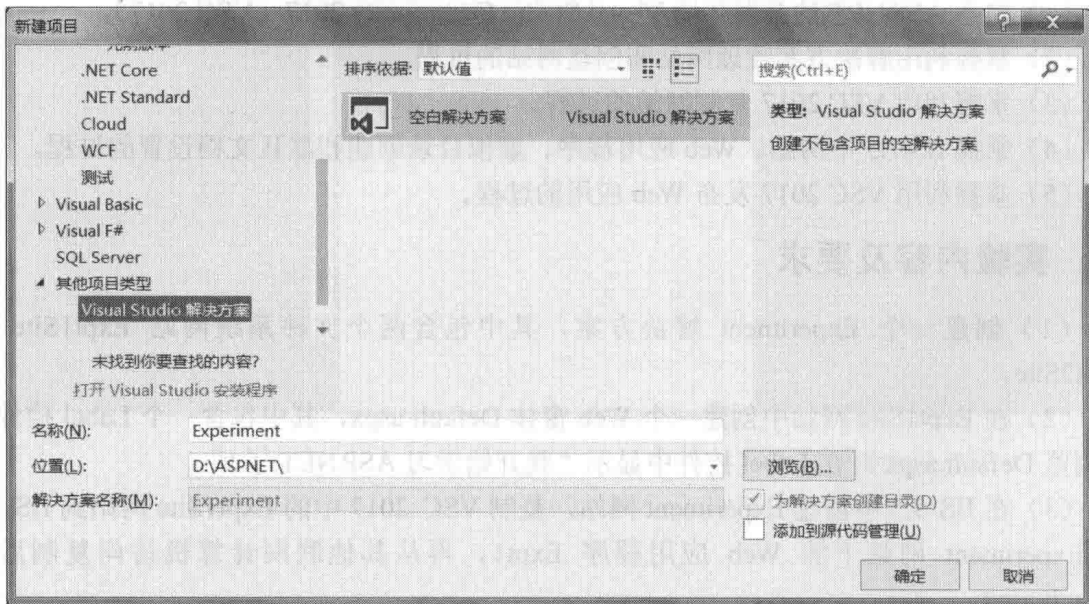 新建项目
.NET Core
.NET Standard
Cloud
WCF
测试
Visual Basic
Visual F#
SQL Server
其他项目类型
Visual Studio 解决方案
未找到你要查找的内容?
打开 Visual Studio 安装程序
排序依据: 默认值
空白解决方案 Visual Studio 解决方案
搜索(Ctrl+E)
类型: Visual Studio 解决方案
创建不包含项目的空解决方案
名称(N): Experiment
位置(L): D:\ASPNET\
浏览(B)...
解决方案名称(M): Experiment
为解决方案创建目录(D)
添加到源代码管理(U)
确定
取消